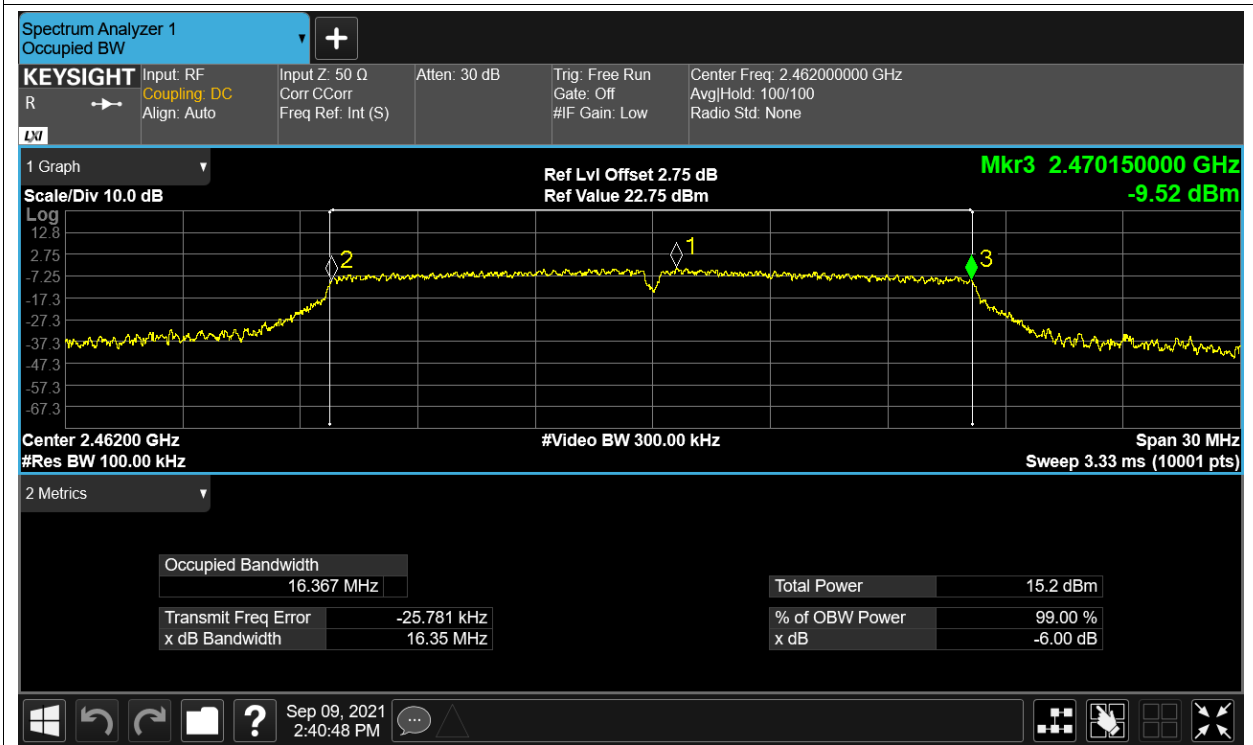 Spectrum Analyzer 1
Occupied BW
KEYSIGHT
R
LXI
Input: RF
Coupling: DC
Align: Auto
Input Z: 50 Ω
Corr CCorr
Freq Ref: Int (S)
Atten: 30 dB
Trig: Free Run
Gate: Off
#IF Gain: Low
Center Freq: 2.462000000 GHz
Avg|Hold: 100/100
Radio Std: None
1 Graph
Scale/Div 10.0 dB
Ref Lvl Offset 2.75 dB
Ref Value 22.75 dBm
Mkr3 2.470150000 GHz
-9.52 dBm
Log
12.8
2.75
-7.25
-17.3
-27.3
-37.3
-47.3
-57.3
-67.3
2
1
3
Center 2.46200 GHz
#Res BW 100.00 kHz
#Video BW 300.00 kHz
Span 30 MHz
Sweep 3.33 ms (10001 pts)
2 Metrics
Occupied Bandwidth
16.367 MHz
Transmit Freq Error -25.781 kHz
x dB Bandwidth 16.35 MHz
Total Power 15.2 dBm
% of OBW Power 99.00 %
x dB -6.00 dB
?
Sep 09, 2021
2:40:48 PM